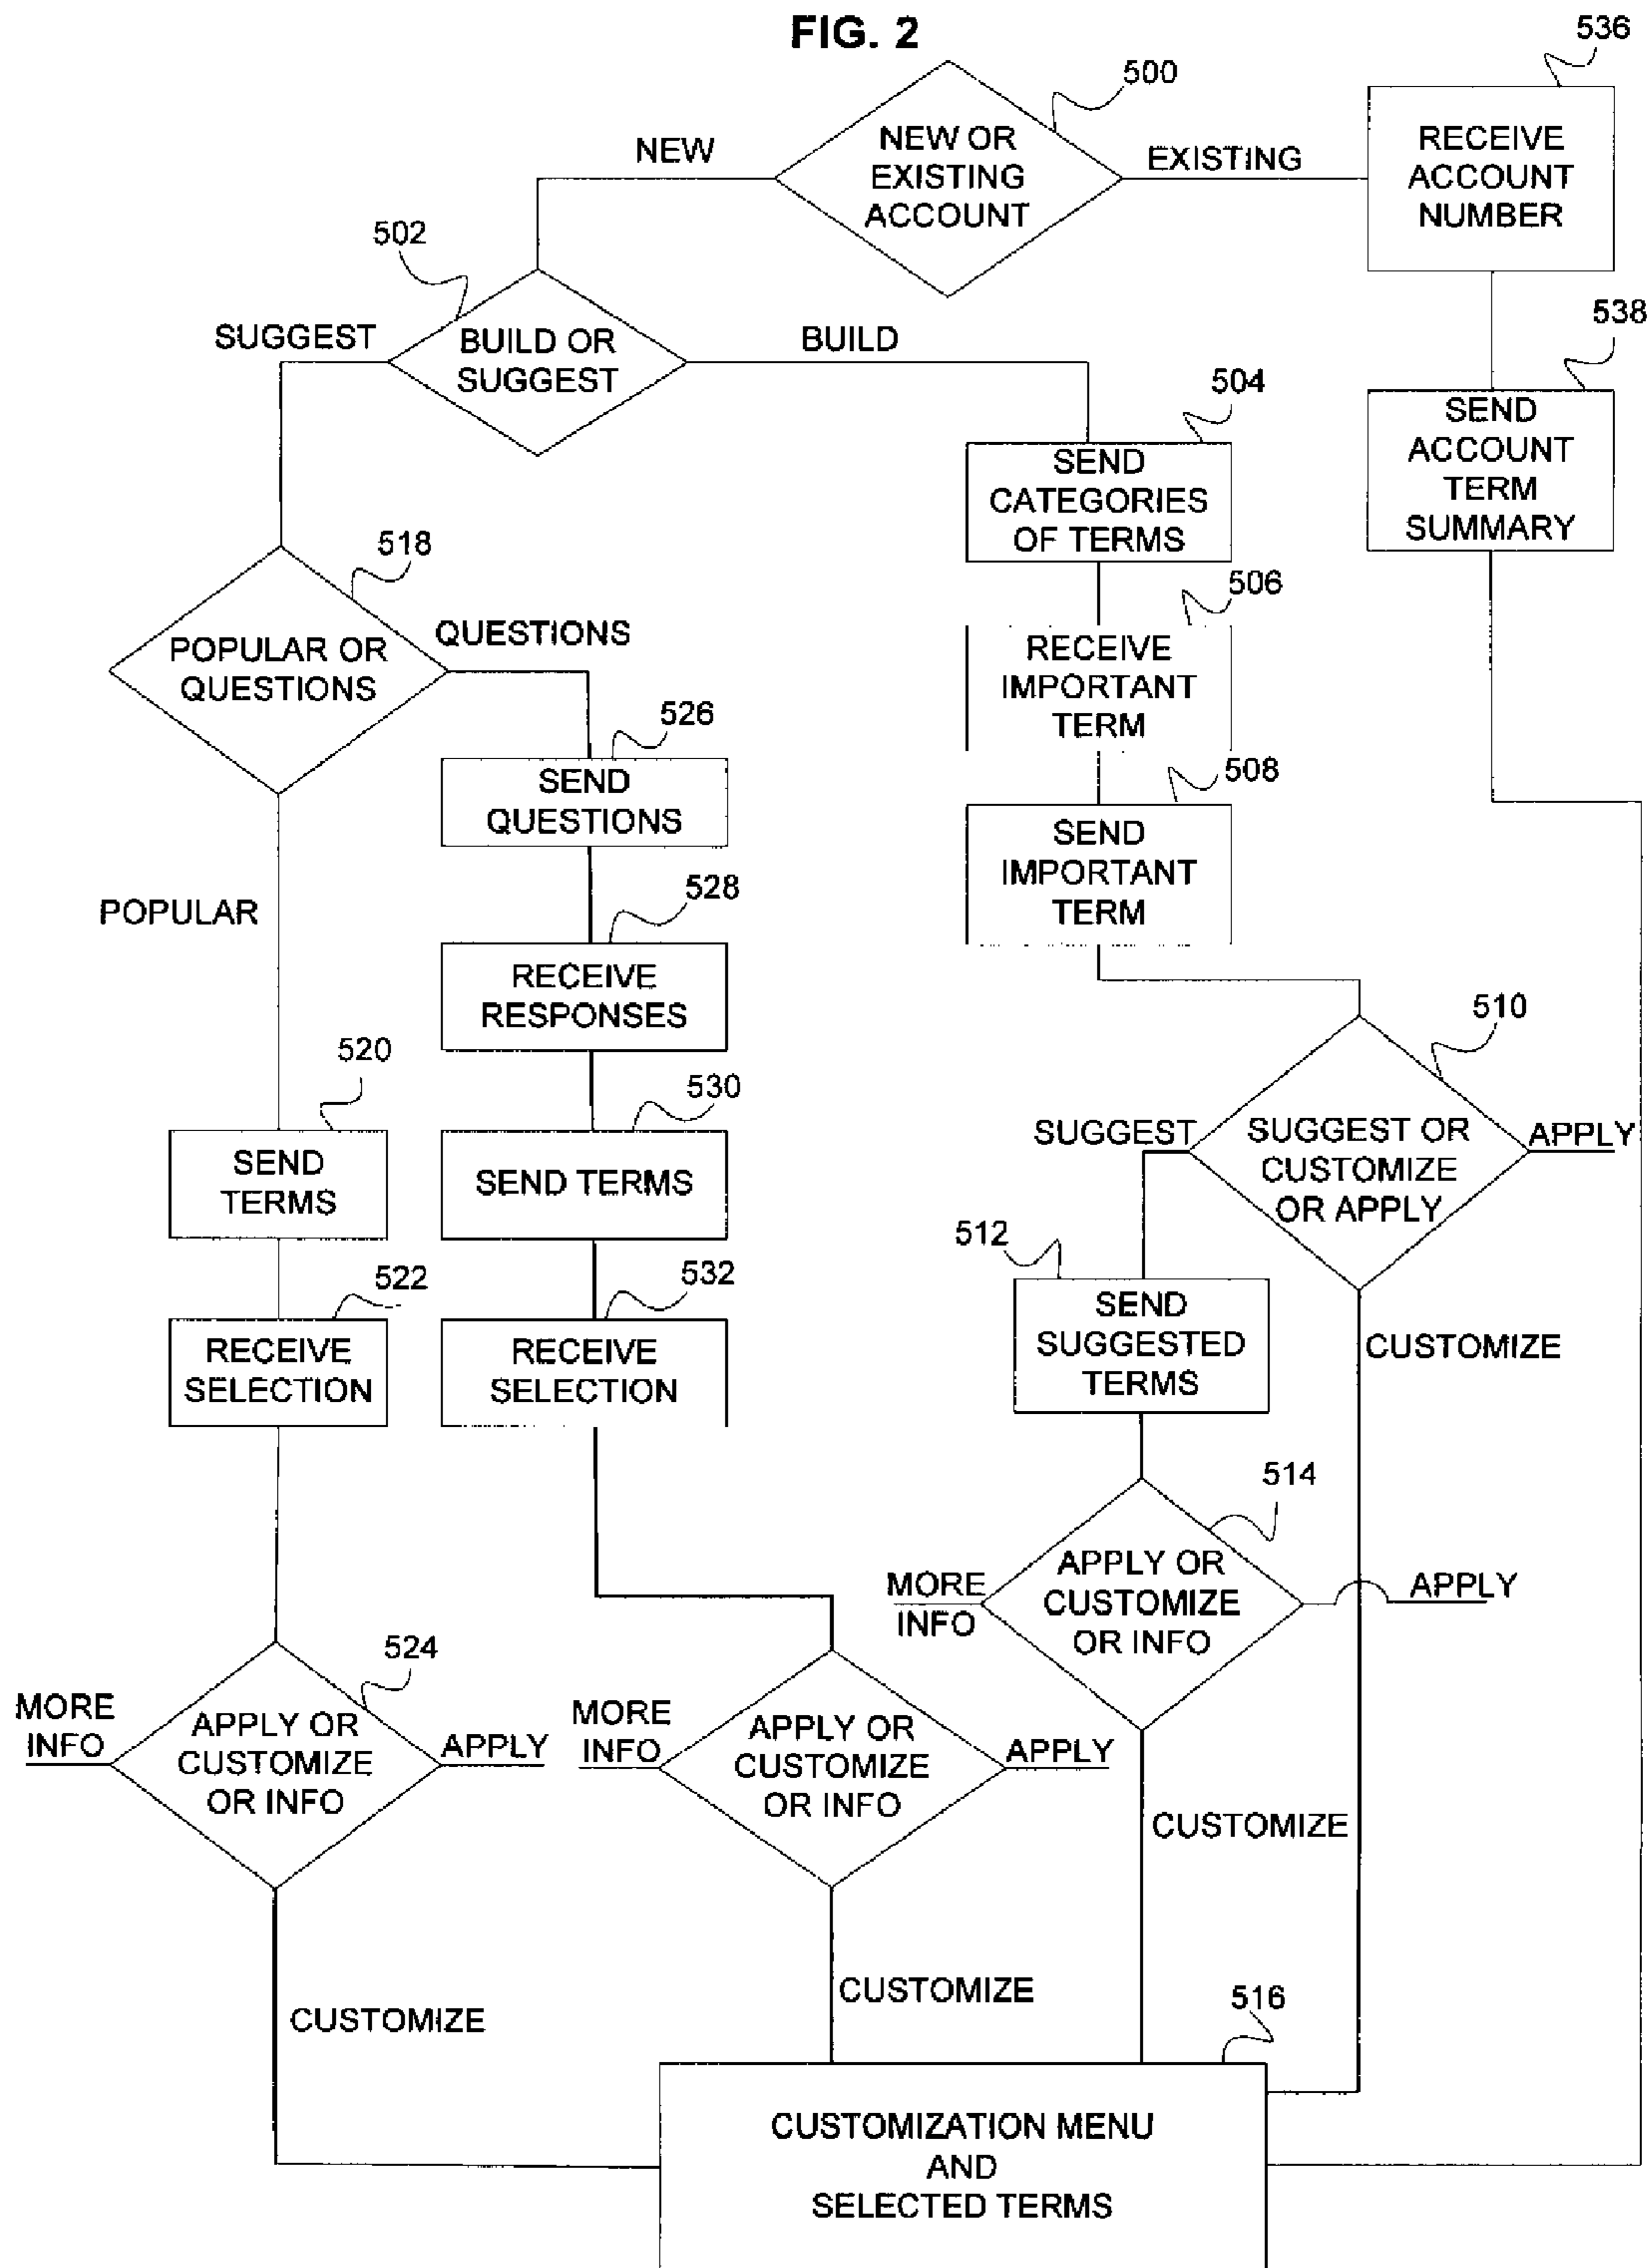 FIG. 2
536
500
NEW OR
EXISTING
ACCOUNT
NEW
EXISTING
RECEIVE
ACCOUNT
NUMBER
502
BUILD OR
SUGGEST
SUGGEST
BUILD
538
SEND
ACCOUNT
TERM
SUMMARY
504
SEND
CATEGORIES
OF TERMS
518
POPULAR OR
QUESTIONS
QUESTIONS
506
RECEIVE
IMPORTANT
TERM
526
SEND
QUESTIONS
508
SEND
IMPORTANT
TERM
POPULAR
528
RECEIVE
RESPONSES
510
SUGGEST OR
CUSTOMIZE
OR APPLY
SUGGEST
APPLY
520
SEND
TERMS
530
SEND TERMS
512
SEND
SUGGESTED
TERMS
CUSTOMIZE
522
RECEIVE
SELECTION
532
RECEIVE
SELECTION
514
APPLY OR
CUSTOMIZE
OR INFO
MORE
INFO
APPLY
524
APPLY OR
CUSTOMIZE
OR INFO
MORE
INFO
APPLY
MORE
INFO
APPLY OR
CUSTOMIZE
OR INFO
APPLY
CUSTOMIZE
CUSTOMIZE
CUSTOMIZE
516
CUSTOMIZATION MENU
AND
SELECTED TERMS